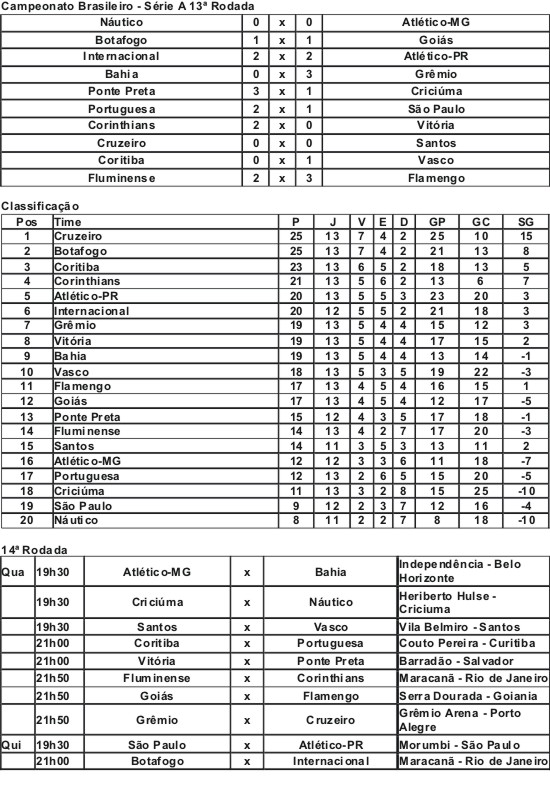 Campeonato Brasileiro - Série A 13ª Rodada
Náutico 0 x 0 Atlético-MG
Botafogo 1 x 1 Goiás
Internacional 2 x 2 Atlético-PR
Bahia 0 x 3 Grêmio
Ponte Preta 3 x 1 Criciúma
Portuguesa 2 x 1 São Paulo
Corinthians 2 x 0 Vitória
Cruzeiro 0 x 0 Santos
Coritiba 0 x 1 Vasco
Fluminense 2 x 3 Flamengo
Classificação
Pos Time P J V E D GP GC SG
1 Cruzeiro 25 13 7 4 2 25 10 15
2 Botafogo 25 13 7 4 2 21 13 8
3 Coritiba 23 13 6 5 2 18 13 5
4 Corinthians 21 13 5 6 2 13 6 7
5 Atlético-PR 20 13 5 5 3 23 20 3
6 Internacional 20 12 5 5 2 21 18 3
7 Grêmio 19 13 5 4 4 15 12 3
8 Vitória 19 13 5 4 4 17 15 2
9 Bahia 19 13 5 4 4 13 14 -1
10 Vasco 18 13 5 3 5 19 22 -3
11 Flamengo 17 13 4 5 4 16 15 1
12 Goiás 17 13 4 5 4 12 17 -5
13 Ponte Preta 15 12 4 3 5 17 18 -1
14 Fluminense 14 13 4 2 7 17 20 -3
15 Santos 14 11 3 5 3 13 11 2
16 Atlético-MG 12 12 3 3 6 11 18 -7
17 Portuguesa 12 13 2 6 5 15 20 -5
18 Criciúma 11 13 3 2 8 15 25 -10
19 São Paulo 9 12 2 3 7 12 16 -4
20 Náutico 8 11 2 2 7 8 18 -10
14ª Rodada
Qua 19h30 Atlético-MG x Bahia Independência - Belo
Horizonte
19h30 Criciúma x Náutico Heriberto Hulse -
Criciuma
19h30 Santos x Vasco Vila Belmiro - Santos
21h00 Coritiba x Portuguesa Couto Pereira - Curitiba
21h00 Vitória x Ponte Preta Barradão - Salvador
21h50 Fluminense x Corinthians Maracanã - Rio de Janeiro
21h50 Goiás x Flamengo Serra Dourada - Goiania
21h50 Grêmio x Cruzeiro Grêmio Arena - Porto
Alegre
Qui 19h30 São Paulo x Atlético-PR Morumbi - São Paulo
21h00 Botafogo x Internacional Maracanã - Rio de Janeiro